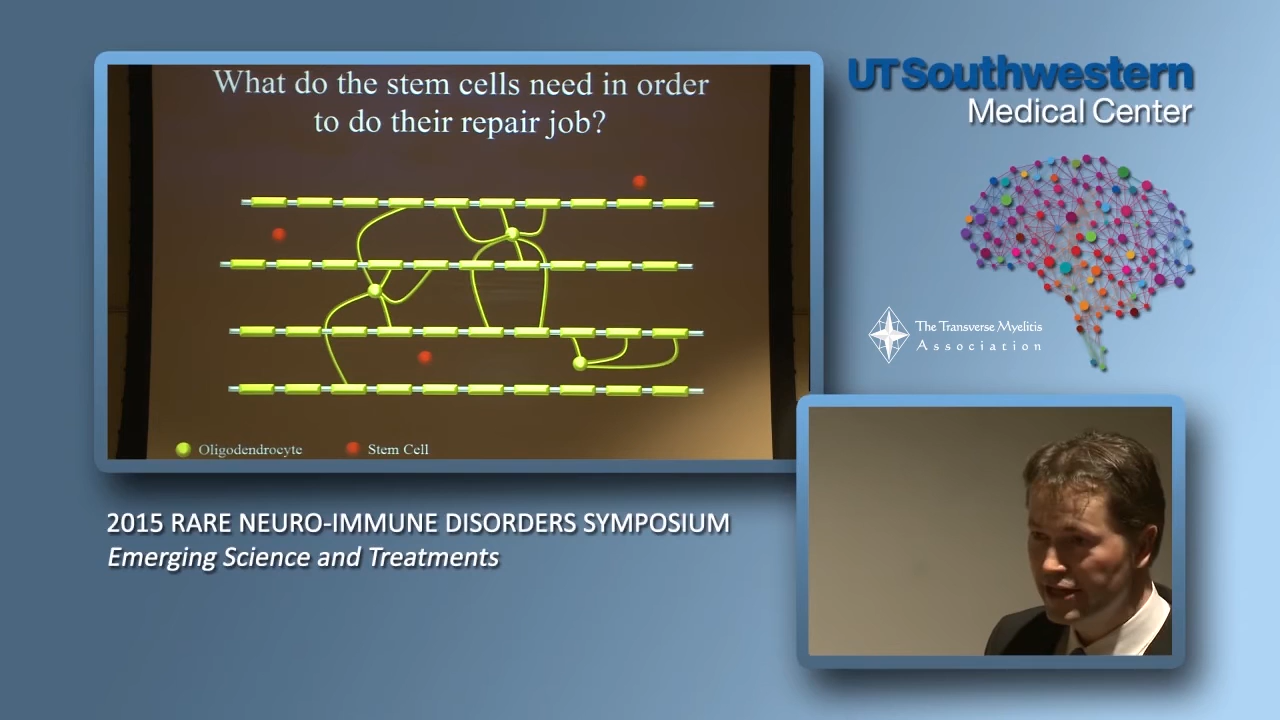 What do the stem cells need in order
to do their repair job?
Oligodendrocyte
Stem Cell
UTSouthwestern
Medical Center
The Transverse Myelitis
Association
2015 RARE NEURO-IMMUNE DISORDERS SYMPOSIUM
Emerging Science and Treatments